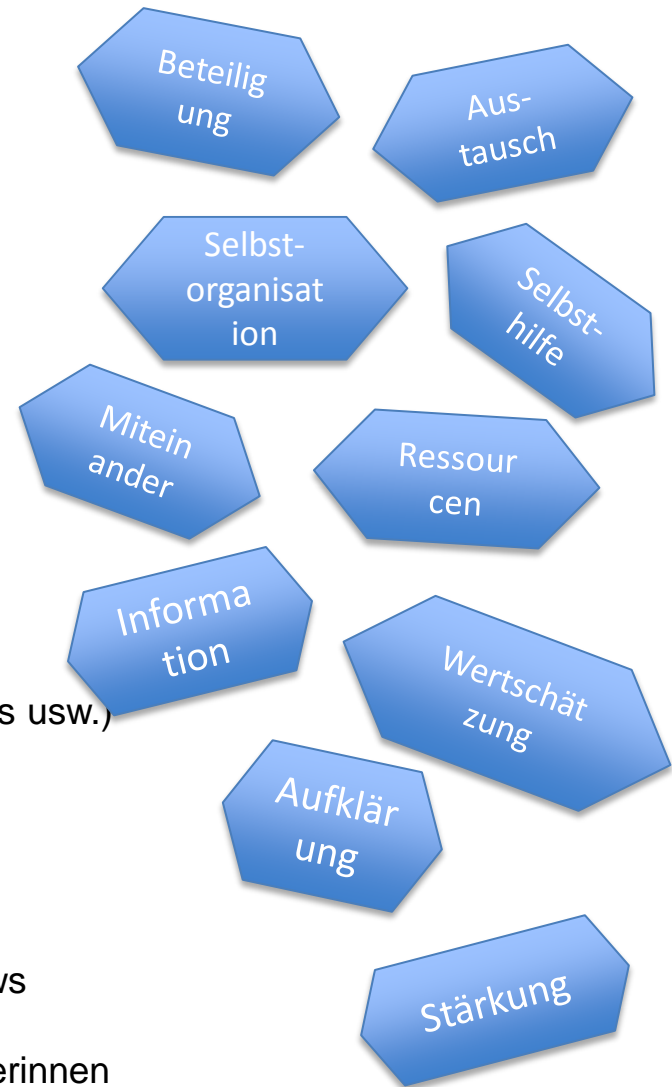 Beteilig
ung
Aus-
tausch
Selbst-
organisat
ion
Selbst-
hilfe
Mitein
ander
Ressour
cen
Informa
tion
s usw.)
Wertschät
zung
Aufklär
ung
ws
Stärkung
erinnen